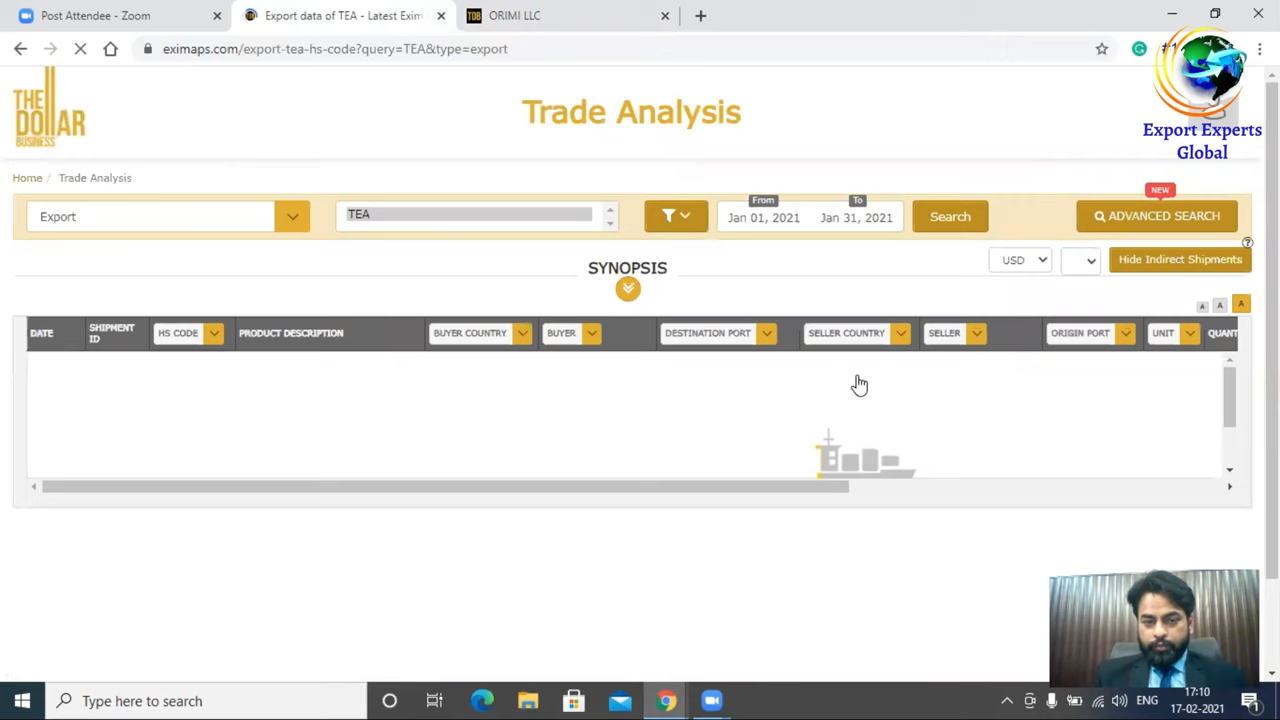 Post Attendee - Zoom
Export data of TEA - Latest Exim
TDB
ORIMI LLC
eximaps.com/export-tea-hs-code?query=TEA&type=export
THE DOLLAR BUSINESS
Trade Analysis
Export Experts
Global
Home / Trade Analysis
NEW
From
To
Export
TEA
Jan 01, 2021
Jan 31, 2021
Search
ADVANCED SEARCH
SYNOPSIS
USD
Hide Indirect Shipments
?
A A A
DATE
SHIPMENT ID
HS CODE
PRODUCT DESCRIPTION
BUYER COUNTRY
BUYER
DESTINATION PORT
SELLER COUNTRY
SELLER
ORIGIN PORT
UNIT
QUANT
Type here to search
ENG
17:10
17-02-2021
1